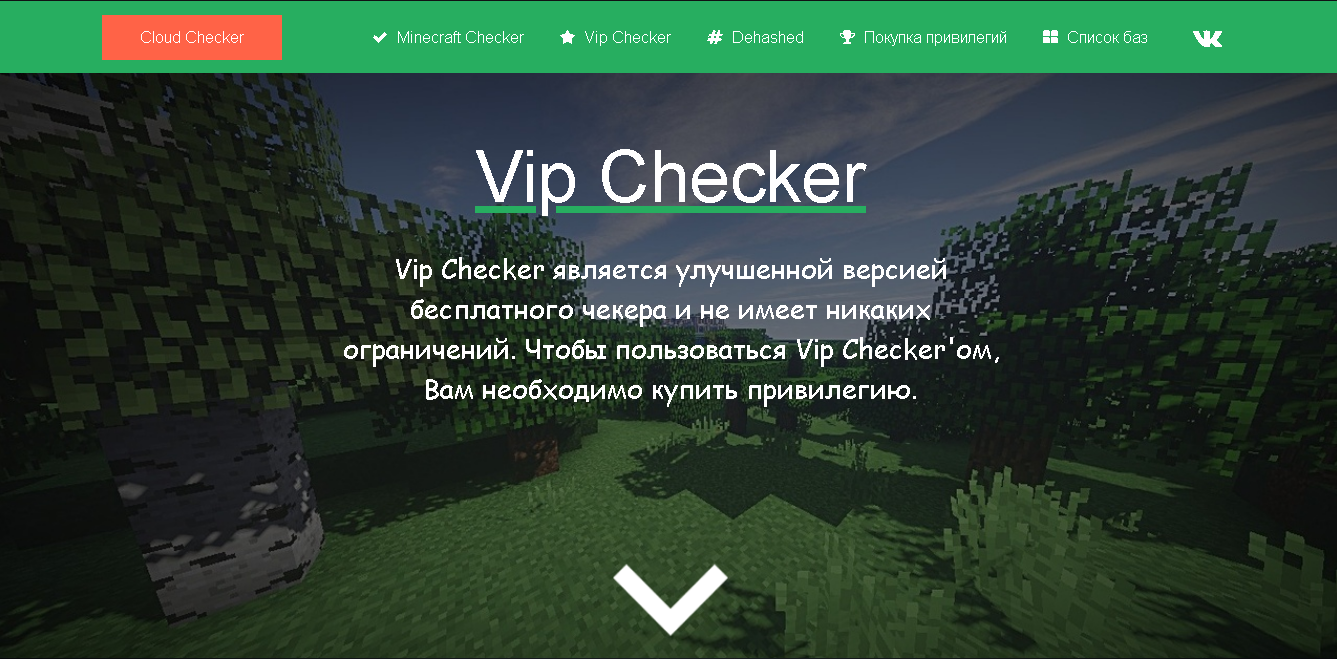 Cloud Checker
Minecraft Checker
Vip Checker
Dehashed
Покупка привилегий
Список баз
Vip Checker
Vip Checker является улучшенной версией
бесплатного чекера и не имеет никаких
ограничений. Чтобы пользоваться Vip Checker'ом,
Вам необходимо купить привилегию.